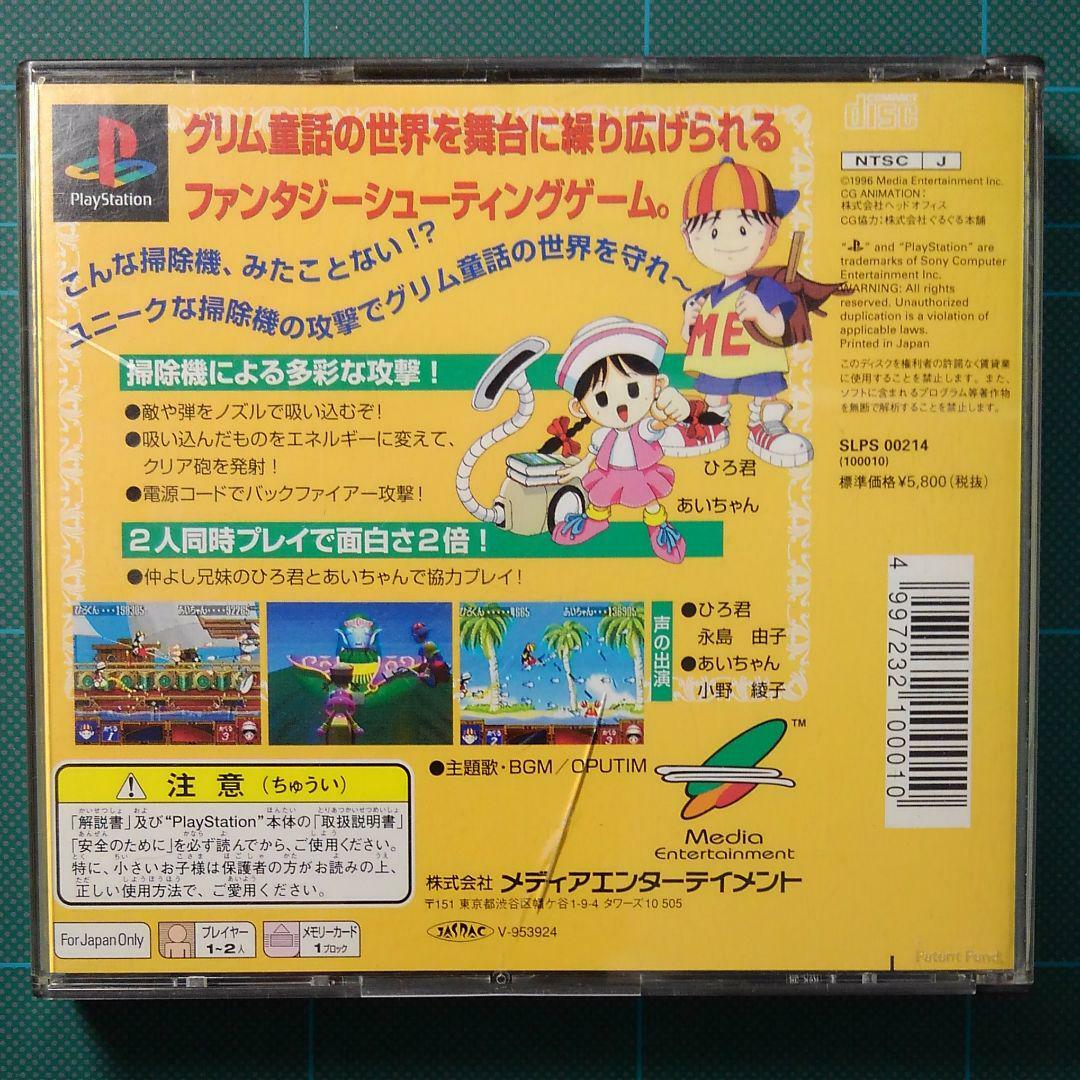 PlayStation
グリム童話の世界を舞台に繰り広げられる
ファンタジーシューティングゲーム。
こんな掃除機、みたことない!?
ユニークな掃除機の攻撃でグリム童話の世界を守れ〜
掃除機による多彩な攻撃！
●敵や弾をノズルで吸い込むぞ！
●吸い込んだものをエネルギーに変えて、
クリア砲を発射！
●電源コードでバックファイアー攻撃！
ME
ひろ君
あいちゃん
2人同時プレイで面白さ2倍！
●仲よし兄妹のひろ君とあいちゃんで協力プレイ！
声の出演
●ひろ君
永島　由子
●あいちゃん
小野　綾子
●主題歌・BGM／OPUTIM
TM
Media
Entertainment
株式会社 メディアエンターテイメント
〒151 東京都渋谷区幡ケ谷1-9-4 タワーズ10 505
JASRAC V-953924
注意（ちゅうい）
「解説書」及び“PlayStation”本体の「取扱説明書」
「安全のために」を必ず読んでから、ご使用ください。
特に、小さいお子様は保護者の方がお読みの上、
正しい使用方法で、ご愛用ください。
For Japan Only
プレイヤー
1~2人
メモリーカード
1ブロック
COMPACT
disc
NTSC J
©1996 Media Entertainment Inc.
CG ANIMATION：
株式会社ヘッドオフィス
CG協力：株式会社ぐるぐる本舗
“PS” and “PlayStation” are
trademarks of Sony Computer
Entertainment Inc.
WARNING: All rights
reserved. Unauthorized
duplication is a violation of
applicable laws.
Printed in Japan
このディスクを権利者の許諾なく賃貸業
に使用することを禁止します。また、
ソフトに含まれるプログラム等著作物
を無断で解析することを禁止します。
SLPS 00214
(100010)
標準価格¥5,800（税抜）
4 997232 100010
Patent Pend.